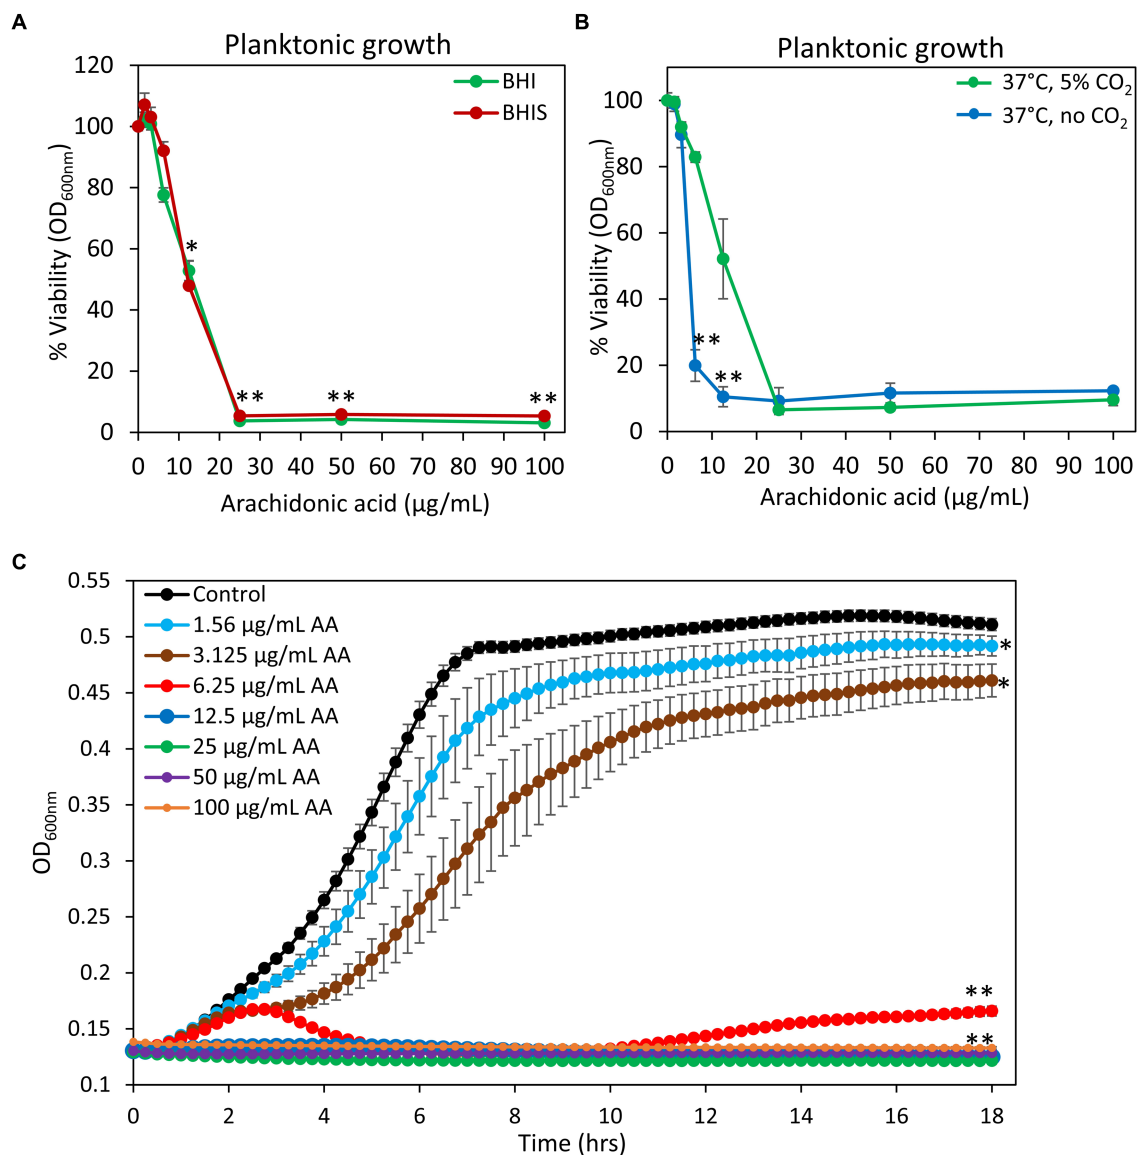 A
Planktonic growth
BHI
BHIS
120
100
80
60
40
20
0
% Viability (OD600nm)
*
**
**
**
0 10 20 30 40 50 60 70 80 90 100
Arachidonic acid (µg/mL)
B
Planktonic growth
37°C, 5% CO2
37°C, no CO2
100
80
60
40
20
0
% Viability (OD600nm)
**
**
0 10 20 30 40 50 60 70 80 90 100
Arachidonic acid (µg/mL)
C
Control
1.56 µg/mL AA
3.125 µg/mL AA
6.25 µg/mL AA
12.5 µg/mL AA
25 µg/mL AA
50 µg/mL AA
100 µg/mL AA
0.55
0.5
0.45
0.4
0.35
0.3
0.25
0.2
0.15
0.1
OD600nm
*
*
**
**
0 2 4 6 8 10 12 14 16 18
Time (hrs)